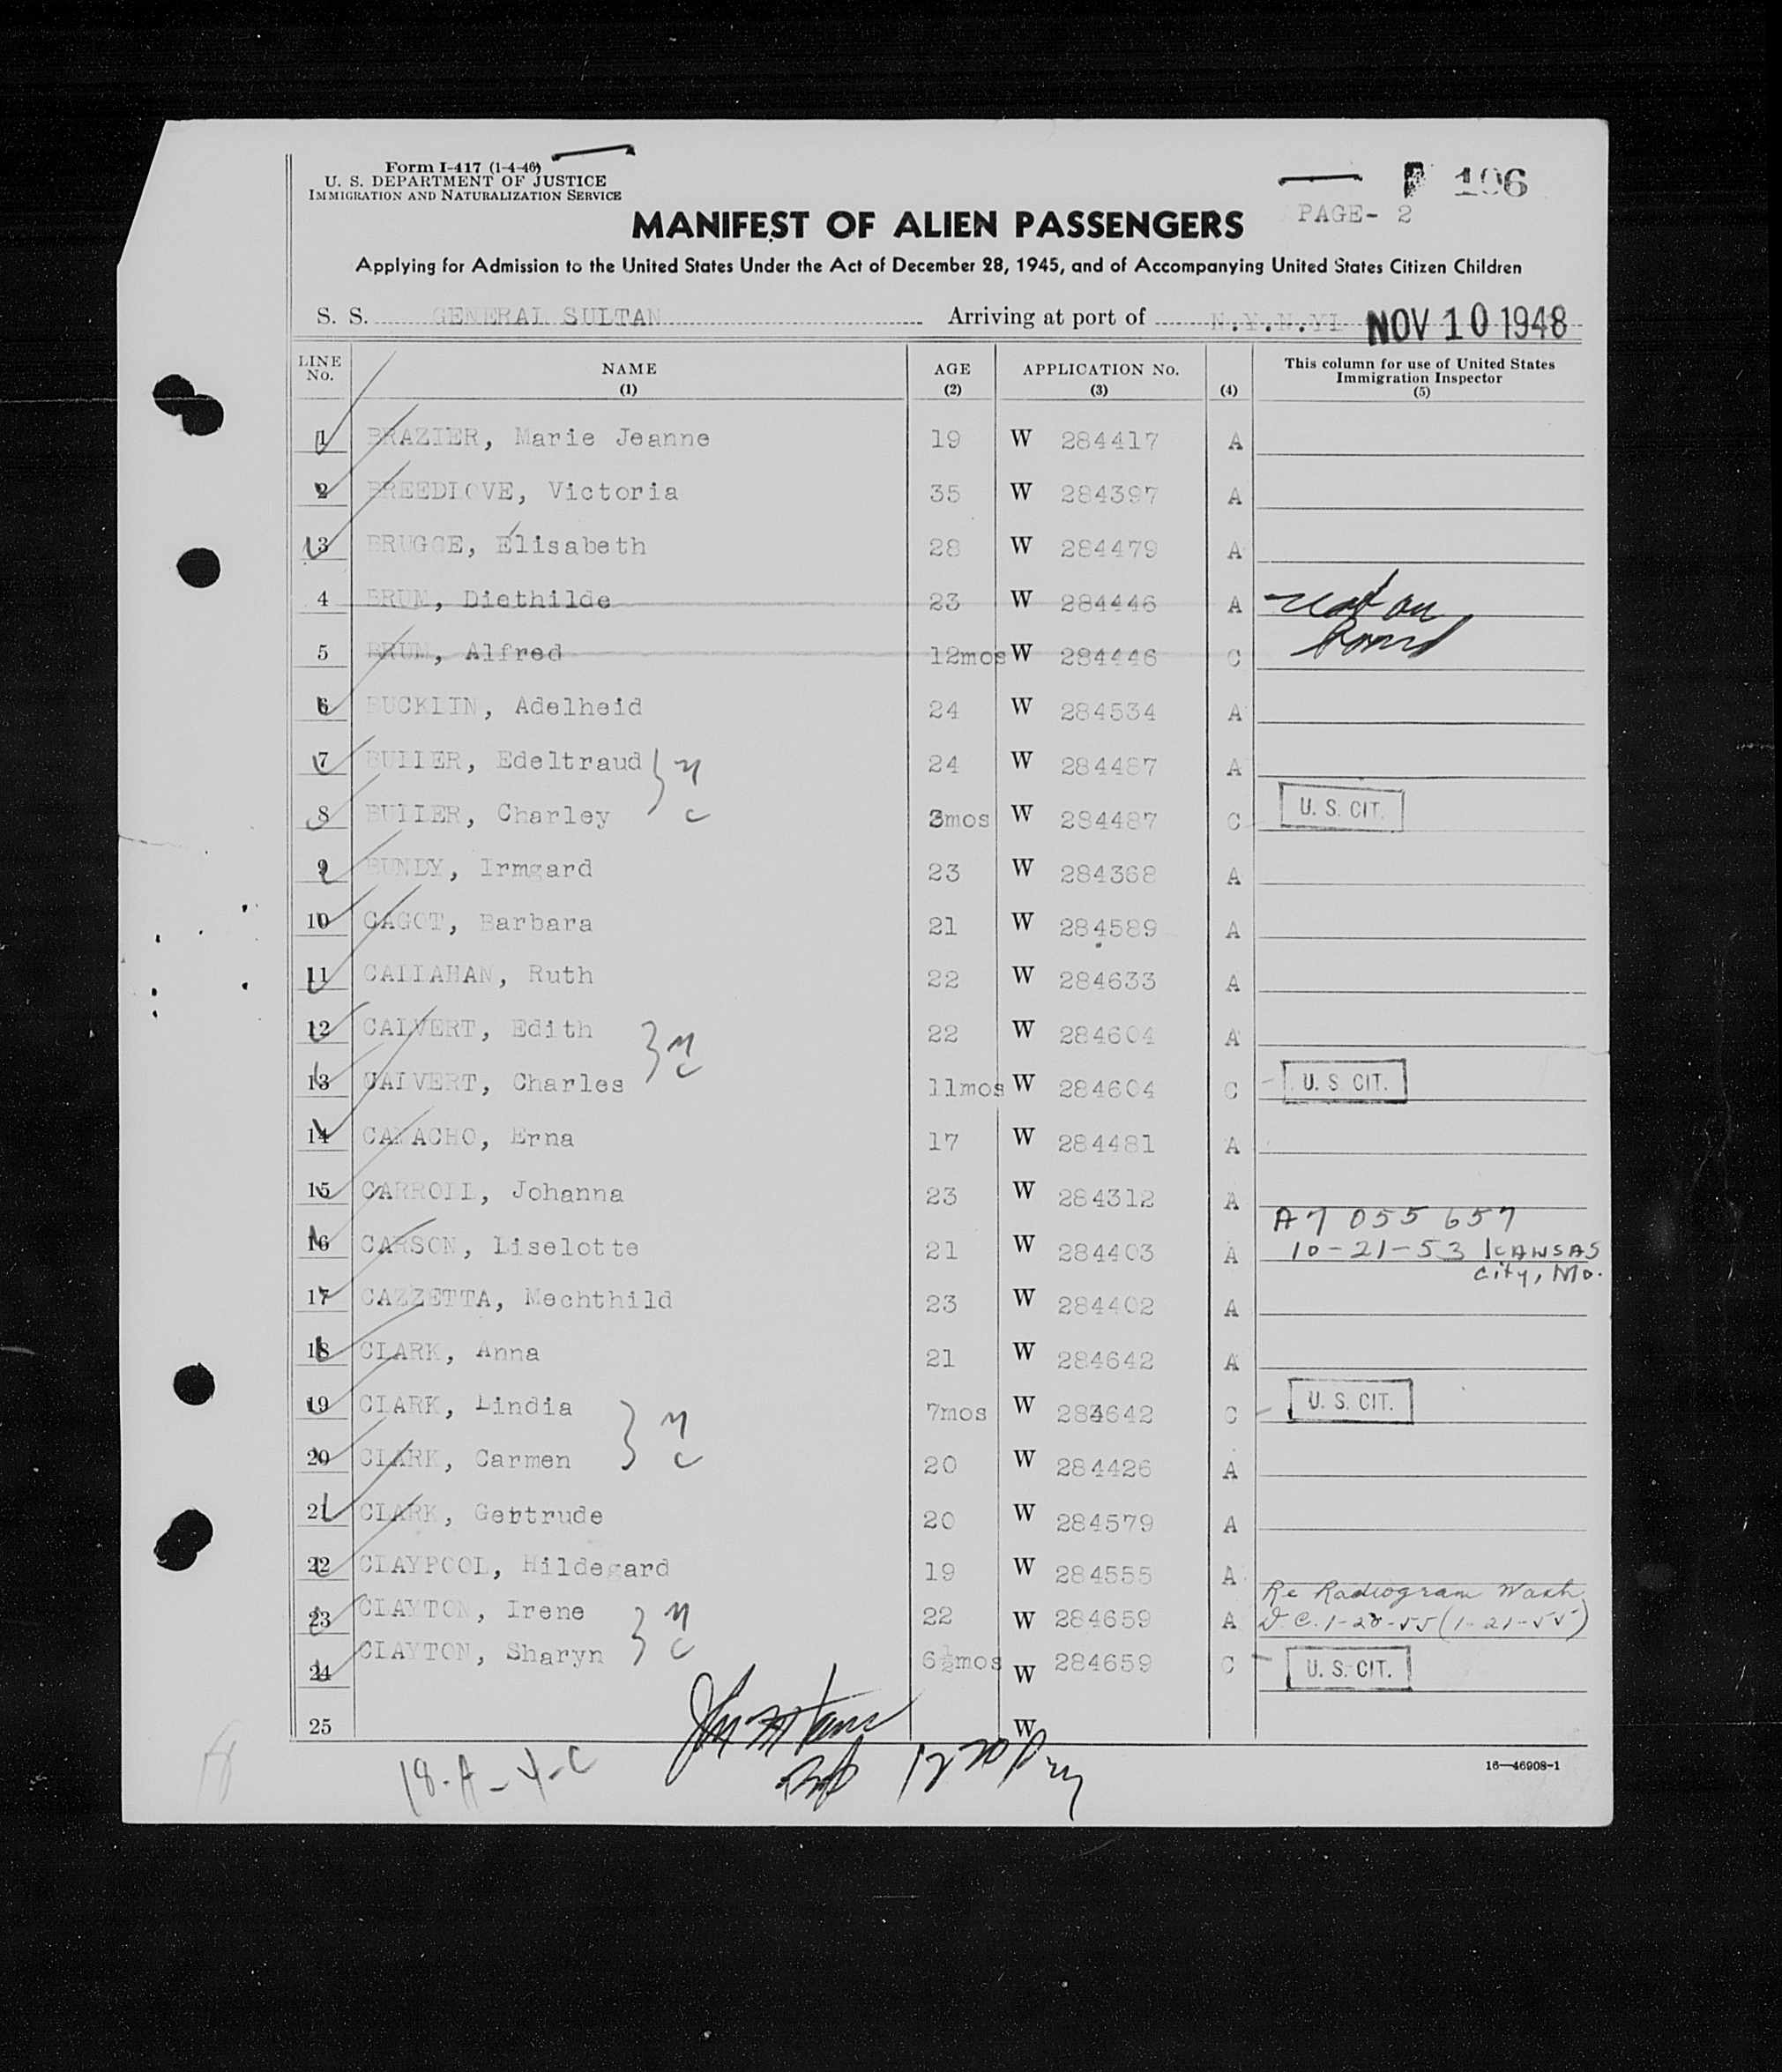 Form I-417 (1-4-46)
U. S. DEPARTMENT OF JUSTICE
IMMIGRATION AND NATURALIZATION SERVICE
106
PAGE- 2
MANIFEST OF ALIEN PASSENGERS
Applying for Admission to the United States Under the Act of December 28, 1945, and of Accompanying United States Citizen Children
S. S. GENERAL SULTAN Arriving at port of N.Y.N.Y. NOV 10 1948
LINE No. NAME (1) AGE (2) APPLICATION No. (3) (4) This column for use of United States Immigration Inspector (5)
1 BRAZIER, Marie Jeanne 19 W 284417 A
2 BREEDLOVE, Victoria 35 W 284397 A
3 BRUGGE, Elisabeth 28 W 284479 A
4 BRUM, Diethilde 23 W 284446 A not on
5 BRUM, Alfred 12mos W 284446 C board
6 BUCKLIN, Adelheid 24 W 284534 A
7 BULLER, Edeltraud 24 W 284487 A
8 BULLER, Charley 3mos W 284487 C U. S. CIT.
9 BUNDY, Irmgard 23 W 284368 A
10 CAGOT, Barbara 21 W 284589 A
11 CALLAHAN, Ruth 22 W 284633 A
12 CALVERT, Edith 22 W 284604 A
13 CALVERT, Charles 11mos W 284604 C U. S CIT.
14 CAMACHO, Erna 17 W 284481 A
15 CARROLL, Johanna 23 W 284312 A
A7 055 657
16 CARSON, Liselotte 21 W 284403 A 10-21-53 KANSAS
City, Mo.
17 CAZZETTA, Mechthild 23 W 284402 A
18 CLARK, Anna 21 W 284642 A
19 CLARK, Lindia 7mos W 284642 C U. S. CIT.
20 CLARK, Carmen 20 W 284426 A
21 CLARK, Gertrude 20 W 284579 A
22 CLAYPOOL, Hildegard 19 W 284555 A
Re Radiogram Wash
23 CLAYTON, Irene 22 W 284659 A D.C. 1-20-55 (1-21-55)
24 CLAYTON, Sharyn 6½mos W 284659 C U. S. CIT.
25 W
18-A-4-C
16—46908-1